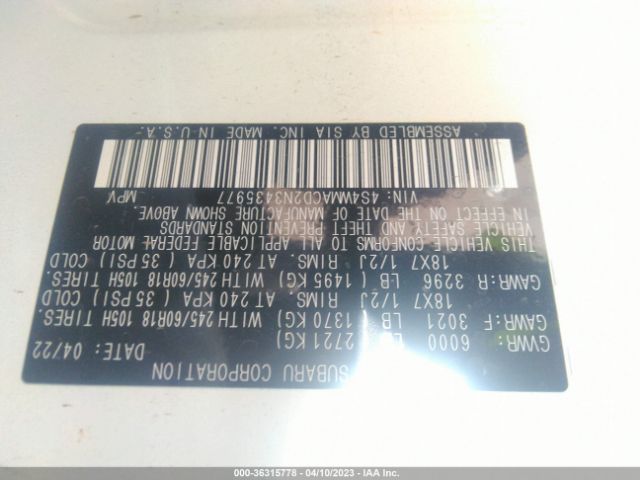 SUBARU CORPORATION
DATE: 04/22
GVWR: 6000 LB ( 2721 KG)
GAWR:F 3021 LB ( 1370 KG) WITH 245/60R18 105H TIRES.
18X7 1/2J RIMS. AT 240 KPA ( 35 PSI) COLD
GAWR:R 3296 LB ( 1495 KG) WITH 245/60R18 105H TIRES.
18X7 1/2J RIMS. AT 240 KPA ( 35 PSI) COLD
THIS VEHICLE CONFORMS TO ALL APPLICABLE FEDERAL MOTOR
VEHICLE SAFETY AND THEFT PREVENTION STANDARDS
IN EFFECT ON THE DATE OF MANUFACTURE SHOWN ABOVE.
VIN: 4S4WMACD2N3435977 MPV
ASSEMBLED BY SIA INC. MADE IN U.S.A.
000-36315778 - 04/10/2023 - IAA Inc.